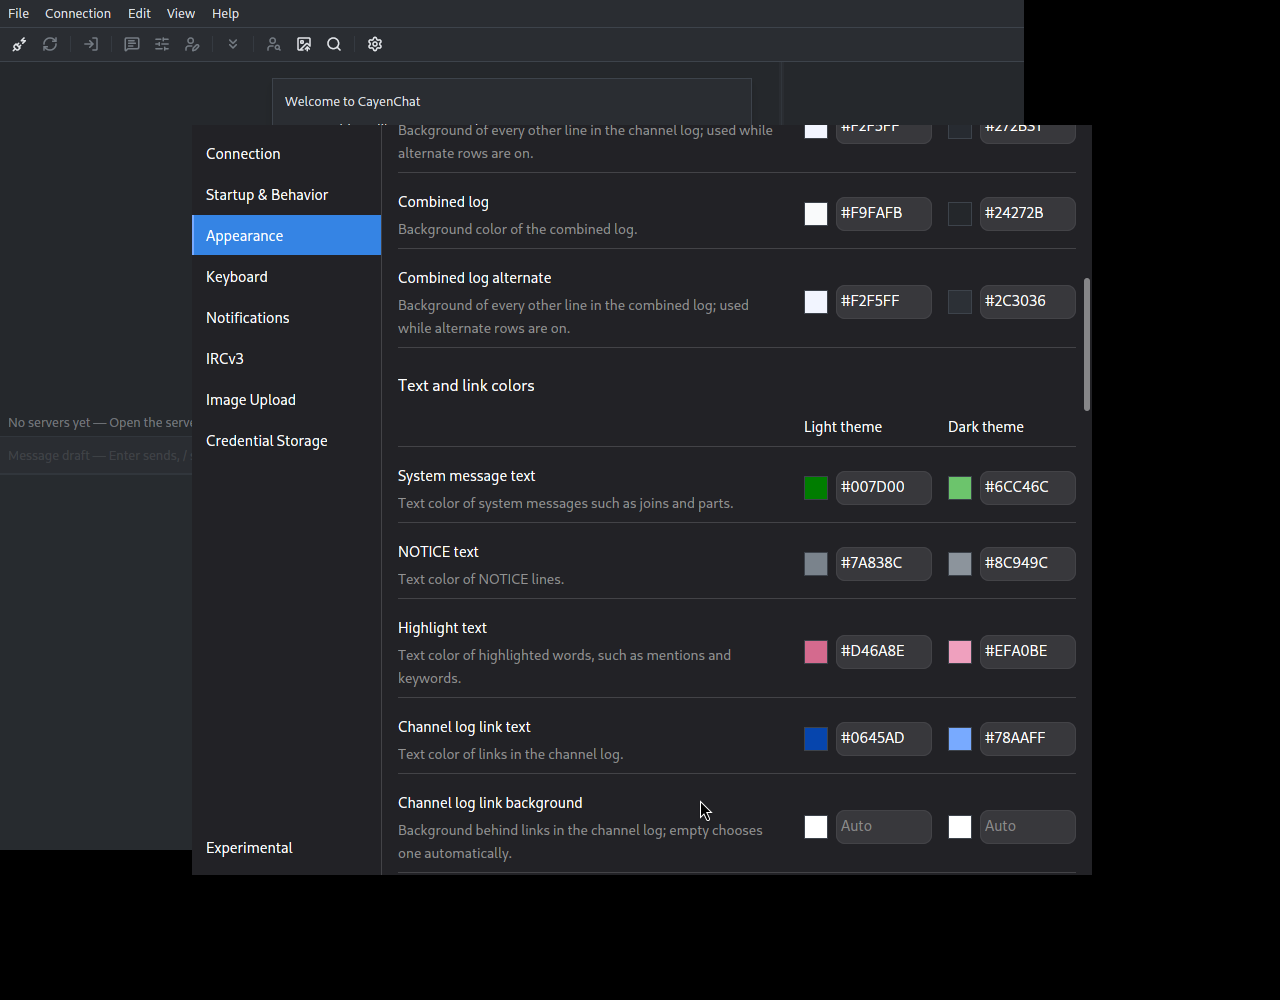 File Connection Edit View Help
Welcome to CayenChat
Connection
Startup & Behavior
Appearance
Keyboard
Notifications
IRCv3
Image Upload
Credential Storage
Experimental
No servers yet — Open the serve
Message draft — Enter sends, /
Background of every other line in the channel log; used while
alternate rows are on.
#F2F5FF #272B31
Combined log
Background color of the combined log.
#F9FAFB #24272B
Combined log alternate
Background of every other line in the combined log; used
while alternate rows are on.
#F2F5FF #2C3036
Text and link colors
Light theme Dark theme
System message text
Text color of system messages such as joins and parts.
#007D00 #6CC46C
NOTICE text
Text color of NOTICE lines.
#7A838C #8C949C
Highlight text
Text color of highlighted words, such as mentions and
keywords.
#D46A8E #EFA0BE
Channel log link text
Text color of links in the channel log.
#0645AD #78AAFF
Channel log link background
Background behind links in the channel log; empty chooses
one automatically.
Auto Auto